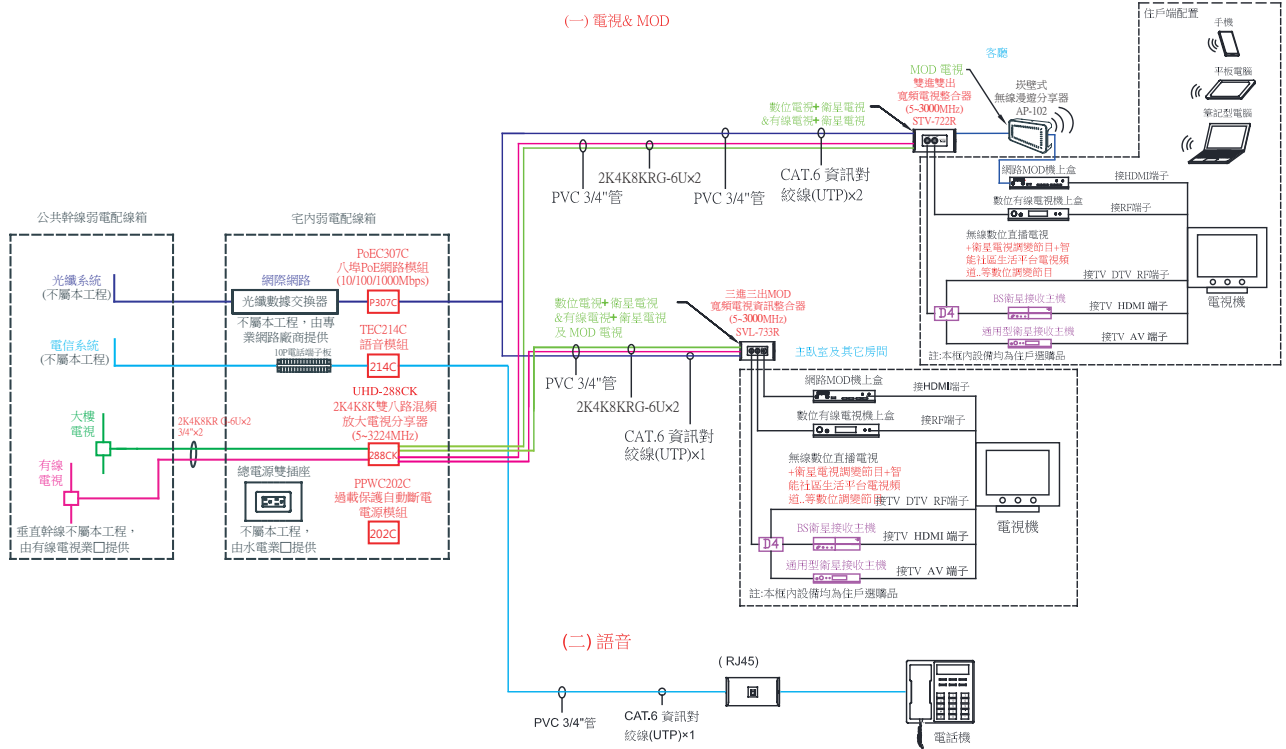 (一) 電視& MOD
住戶端配置
手機
平板電腦
筆記型電腦
客廳
MOD 電視
雙進雙出
寬頻電視整合器
(5~3000MHz)
STV-722R
崁壁式
無線漫遊分享器
AP-102
數位電視+衛星電視
&有線電視+衛星電視
PVC 3/4"管
2K4K8KRG-6U×2
PVC 3/4"管
CAT.6 資訊對
絞線(UTP)×2
網路MOD機上盒
接HDMI端子
數位有線電視機上盒
接RF端子
無線數位直播電視
+衛星電視調變節目+智
能社區生活平台電視頻
道..等數位調變節目
接TV DTV RF端子
BS衛星接收主機
D4
接TV HDMI 端子
通用型衛星接收主機
接TV AV 端子
電視機
註:本框內設備均為住戶選購品
公共幹線弱電配線箱
光纖系統
(不屬本工程)
電信系統
(不屬本工程)
大樓
電視
有線
電視
垂直幹線不屬本工程，
由有線電視業□提供
2K4K8KR G-6U×2
3/4"×2
宅內弱電配線箱
網際網路
光纖數據交換器
不屬本工程，由專
業網路廠商提供
10P電話端子板
總電源雙插座
不屬本工程，
由水電業□提供
PoEC307C
八埠PoE網路模組
(10/100/1000Mbps)
P307C
TEC214C
語音模組
214C
UHD-288CK
2K4K8K雙八路混頻
放大電視分享器
(5~3224MHz)
288CK
PPWC202C
過載保護自動斷電
電源模組
202C
數位電視+衛星電視
&有線電視+衛星電視
及 MOD 電視
三進三出MOD
寬頻電視資訊整合器
(5~3000MHz)
SVL-733R
主臥室及其它房間
PVC 3/4"管
2K4K8KRG-6U×2
CAT.6 資訊對
絞線(UTP)×1
網路MOD機上盒
接HDMI端子
數位有線電視機上盒
接RF端子
無線數位直播電視
+衛星電視調變節目+智
能社區生活平台電視頻
道..等數位調變節目
接TV DTV RF端子
BS衛星接收主機
D4
接TV HDMI 端子
通用型衛星接收主機
接TV AV 端子
電視機
註:本框內設備均為住戶選購品
(二) 語音
( RJ45)
PVC 3/4"管
CAT.6 資訊對
絞線(UTP)×1
電話機